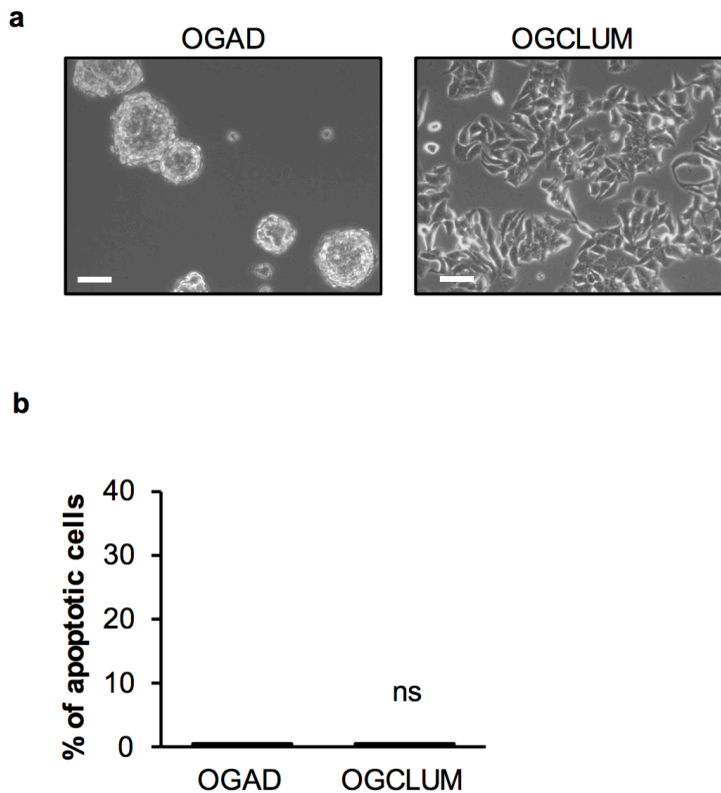 a
OGAD OGCLUM
b
% of apoptotic cells
40
30
20
10
0
ns
OGAD OGCLUM